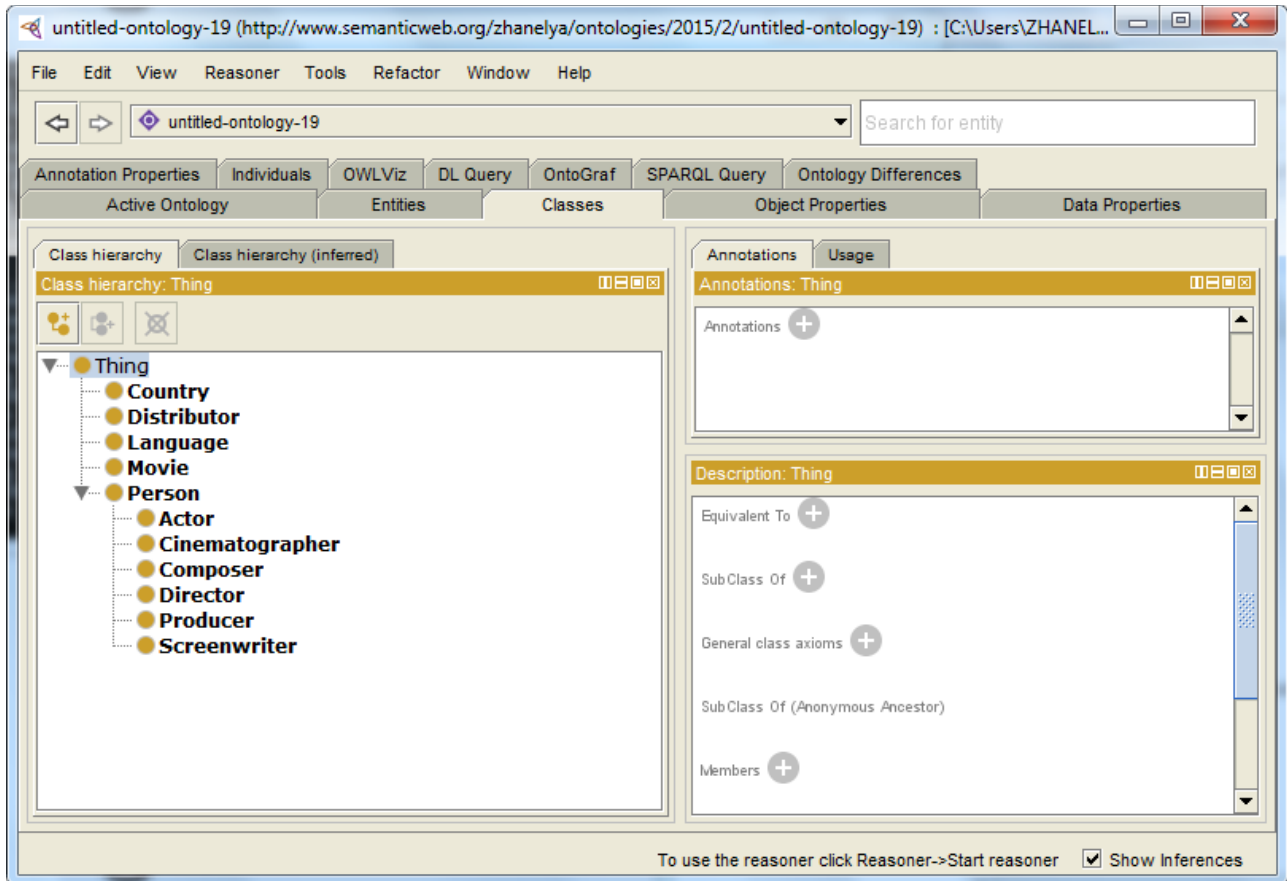 untitled-ontology-19 (http://www.semanticweb.org/zhanelya/ontologies/2015/2/untitled-ontology-19) : [C:\Users\ZHANEL...
File Edit View Reasoner Tools Refactor Window Help
untitled-ontology-19 Search for entity
Annotation Properties Individuals OWLViz DL Query OntoGraf SPARQL Query Ontology Differences
Active Ontology Entities Classes Object Properties Data Properties
Class hierarchy Class hierarchy (inferred)
Class hierarchy: Thing
Thing
Country
Distributor
Language
Movie
Person
Actor
Cinematographer
Composer
Director
Producer
Screenwriter
Annotations Usage
Annotations: Thing
Annotations
Description: Thing
Equivalent To
SubClass Of
General class axioms
SubClass Of (Anonymous Ancestor)
Members
To use the reasoner click Reasoner->Start reasoner Show Inferences